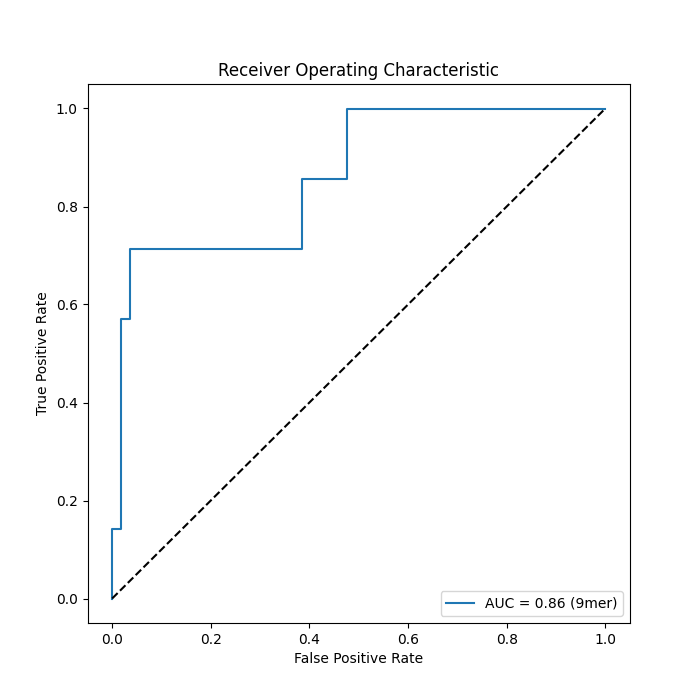 Receiver Operating Characteristic
1.0
0.8
0.6
0.4
0.2
0.0
True Positive Rate
0.0 0.2 0.4 0.6 0.8 1.0
False Positive Rate
AUC = 0.86 (9mer)